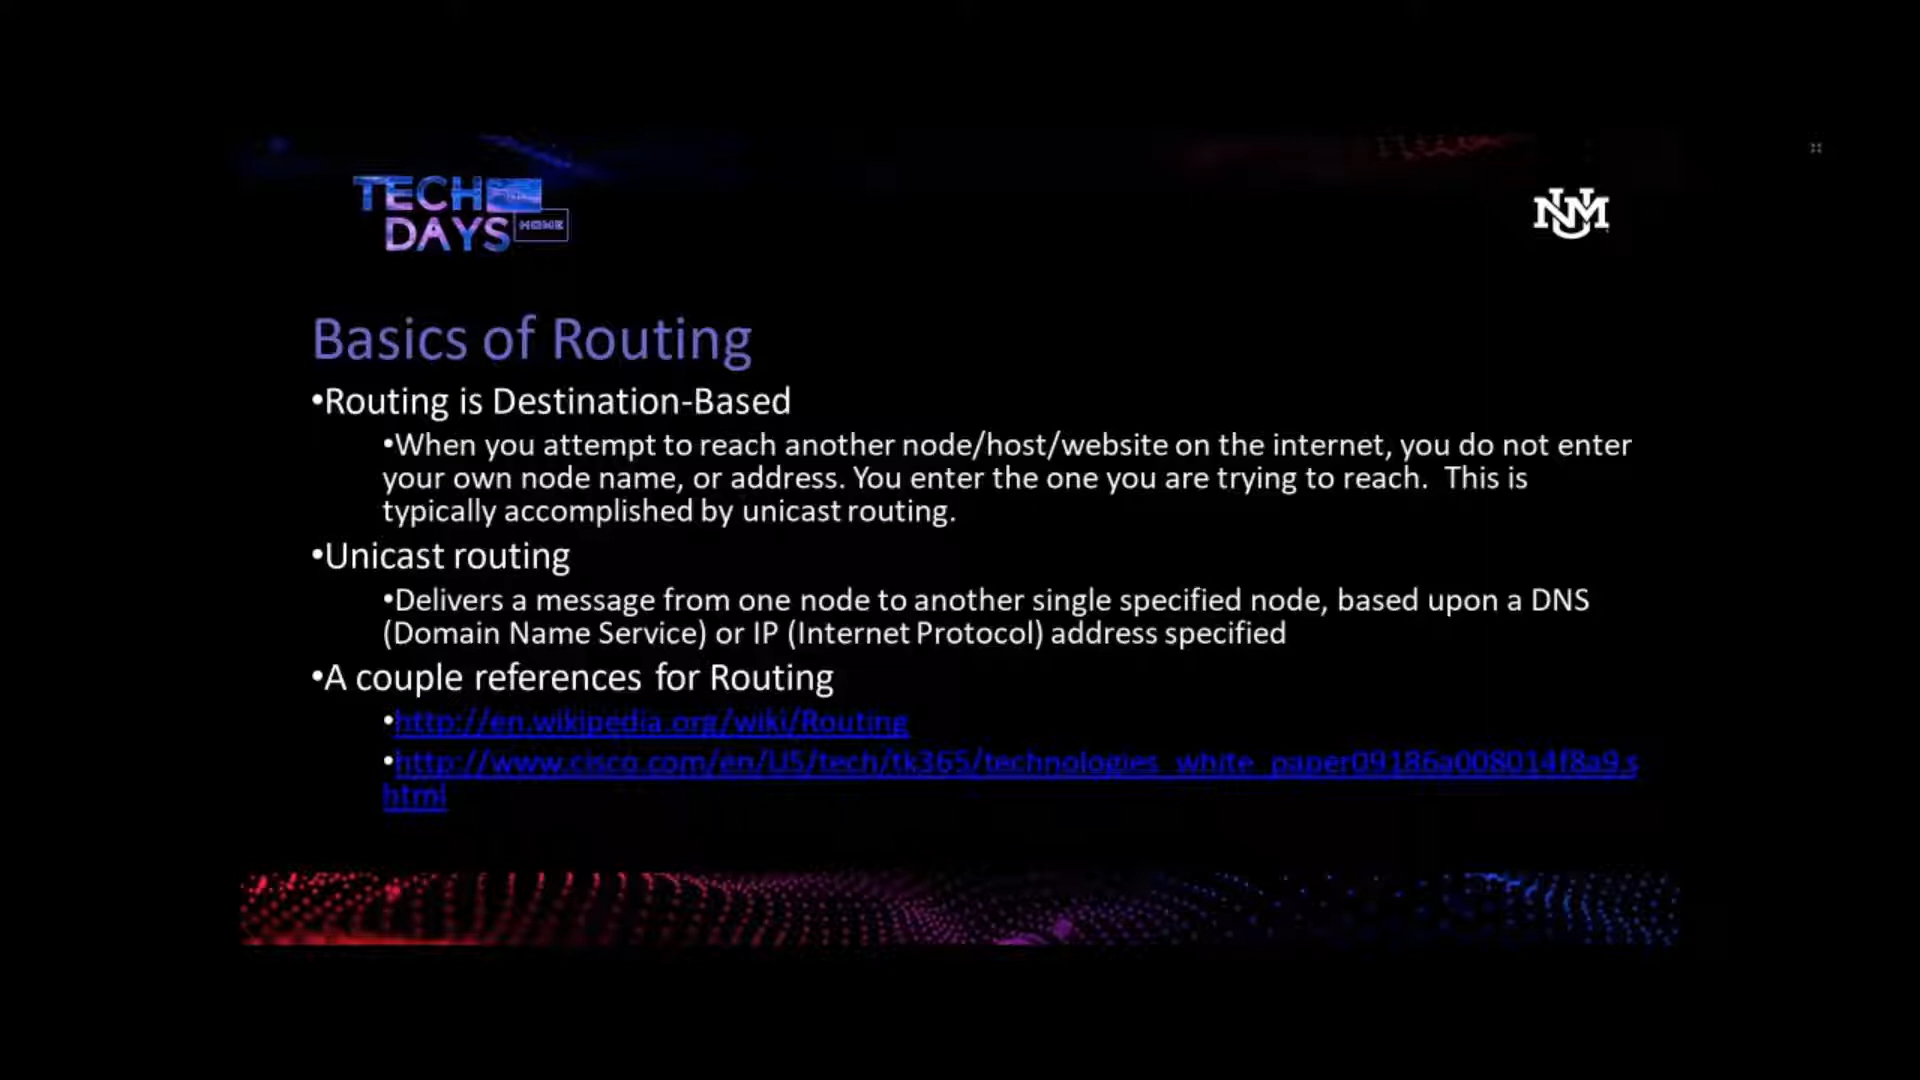 TECH
DAYS HOME
UNM
Basics of Routing
•Routing is Destination-Based
•When you attempt to reach another node/host/website on the internet, you do not enter
your own node name, or address. You enter the one you are trying to reach.  This is
typically accomplished by unicast routing.
•Unicast routing
•Delivers a message from one node to another single specified node, based upon a DNS
(Domain Name Service) or IP (Internet Protocol) address specified
•A couple references for Routing
•http://en.wikipedia.org/wiki/Routing
•http://www.cisco.com/en/US/tech/tk365/technologies_white_paper09186a008014f8a9.s
html